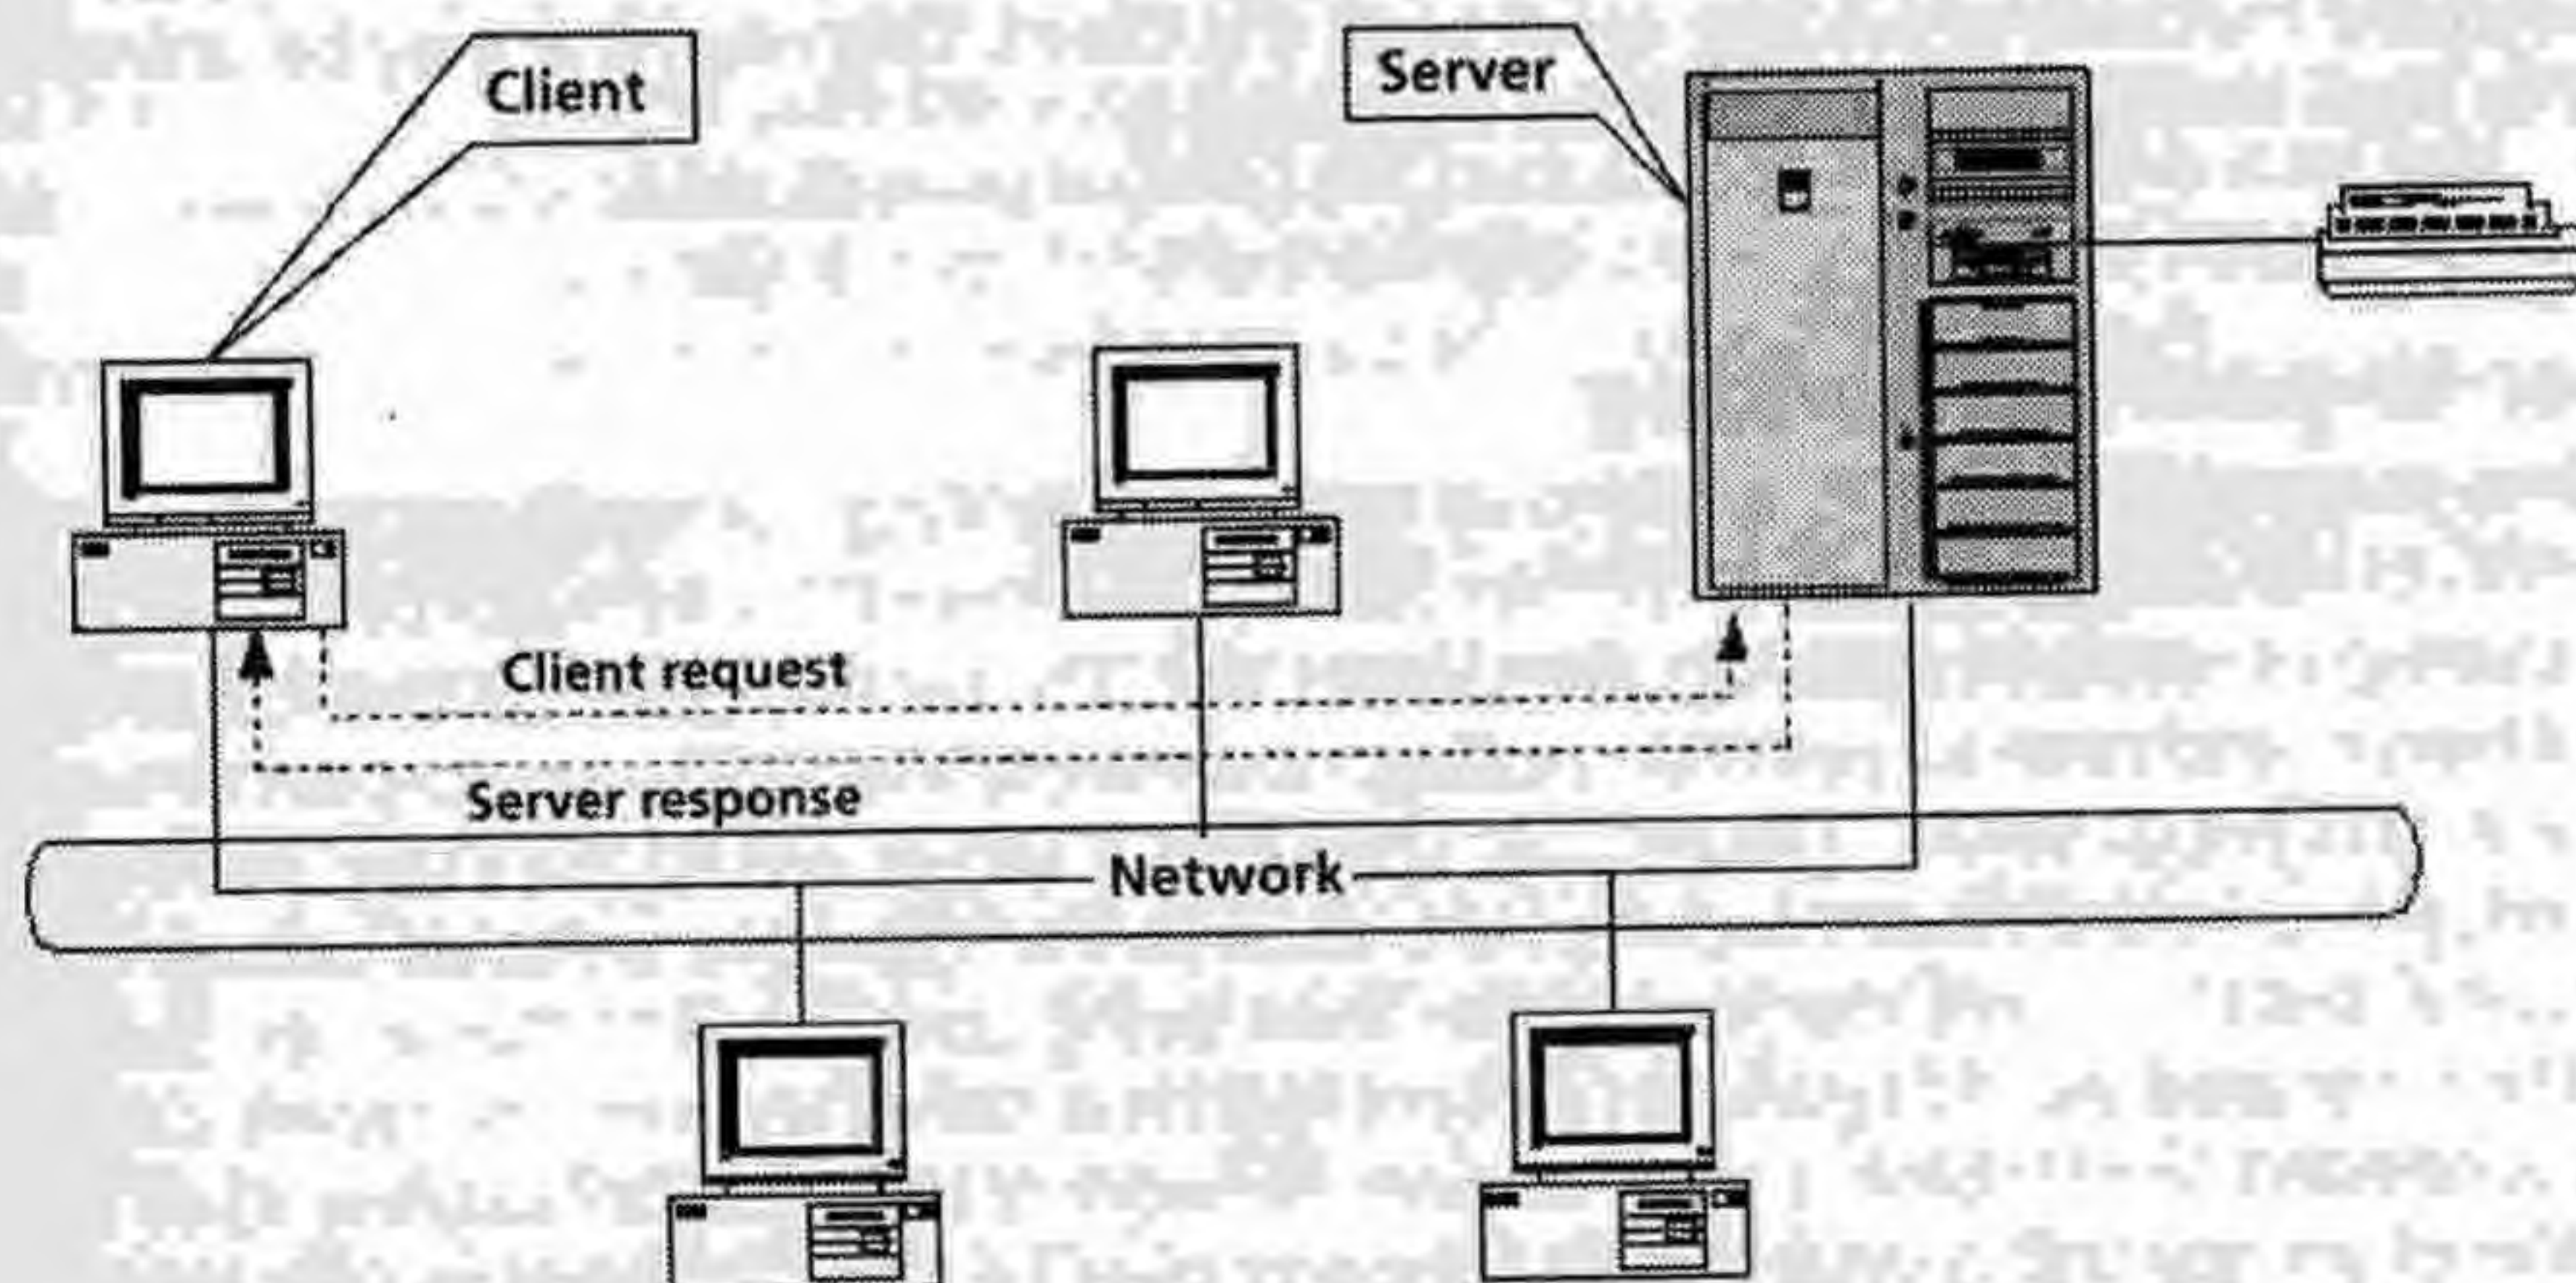 Client
Server
Client request
Server response
Network